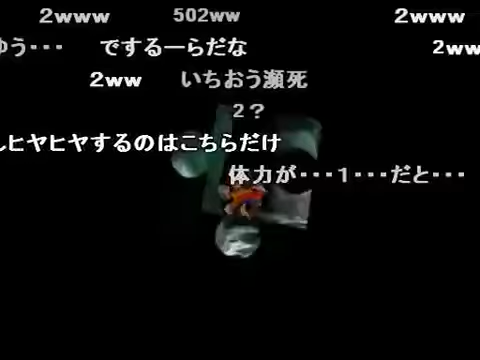 2www 502ww 2www
ゆう・・・ でするーらだな 2ww
2ww いちおう瀕死
2？
しヒヤヒヤするのはこちらだけ
体力が・・・1・・・だと・・・